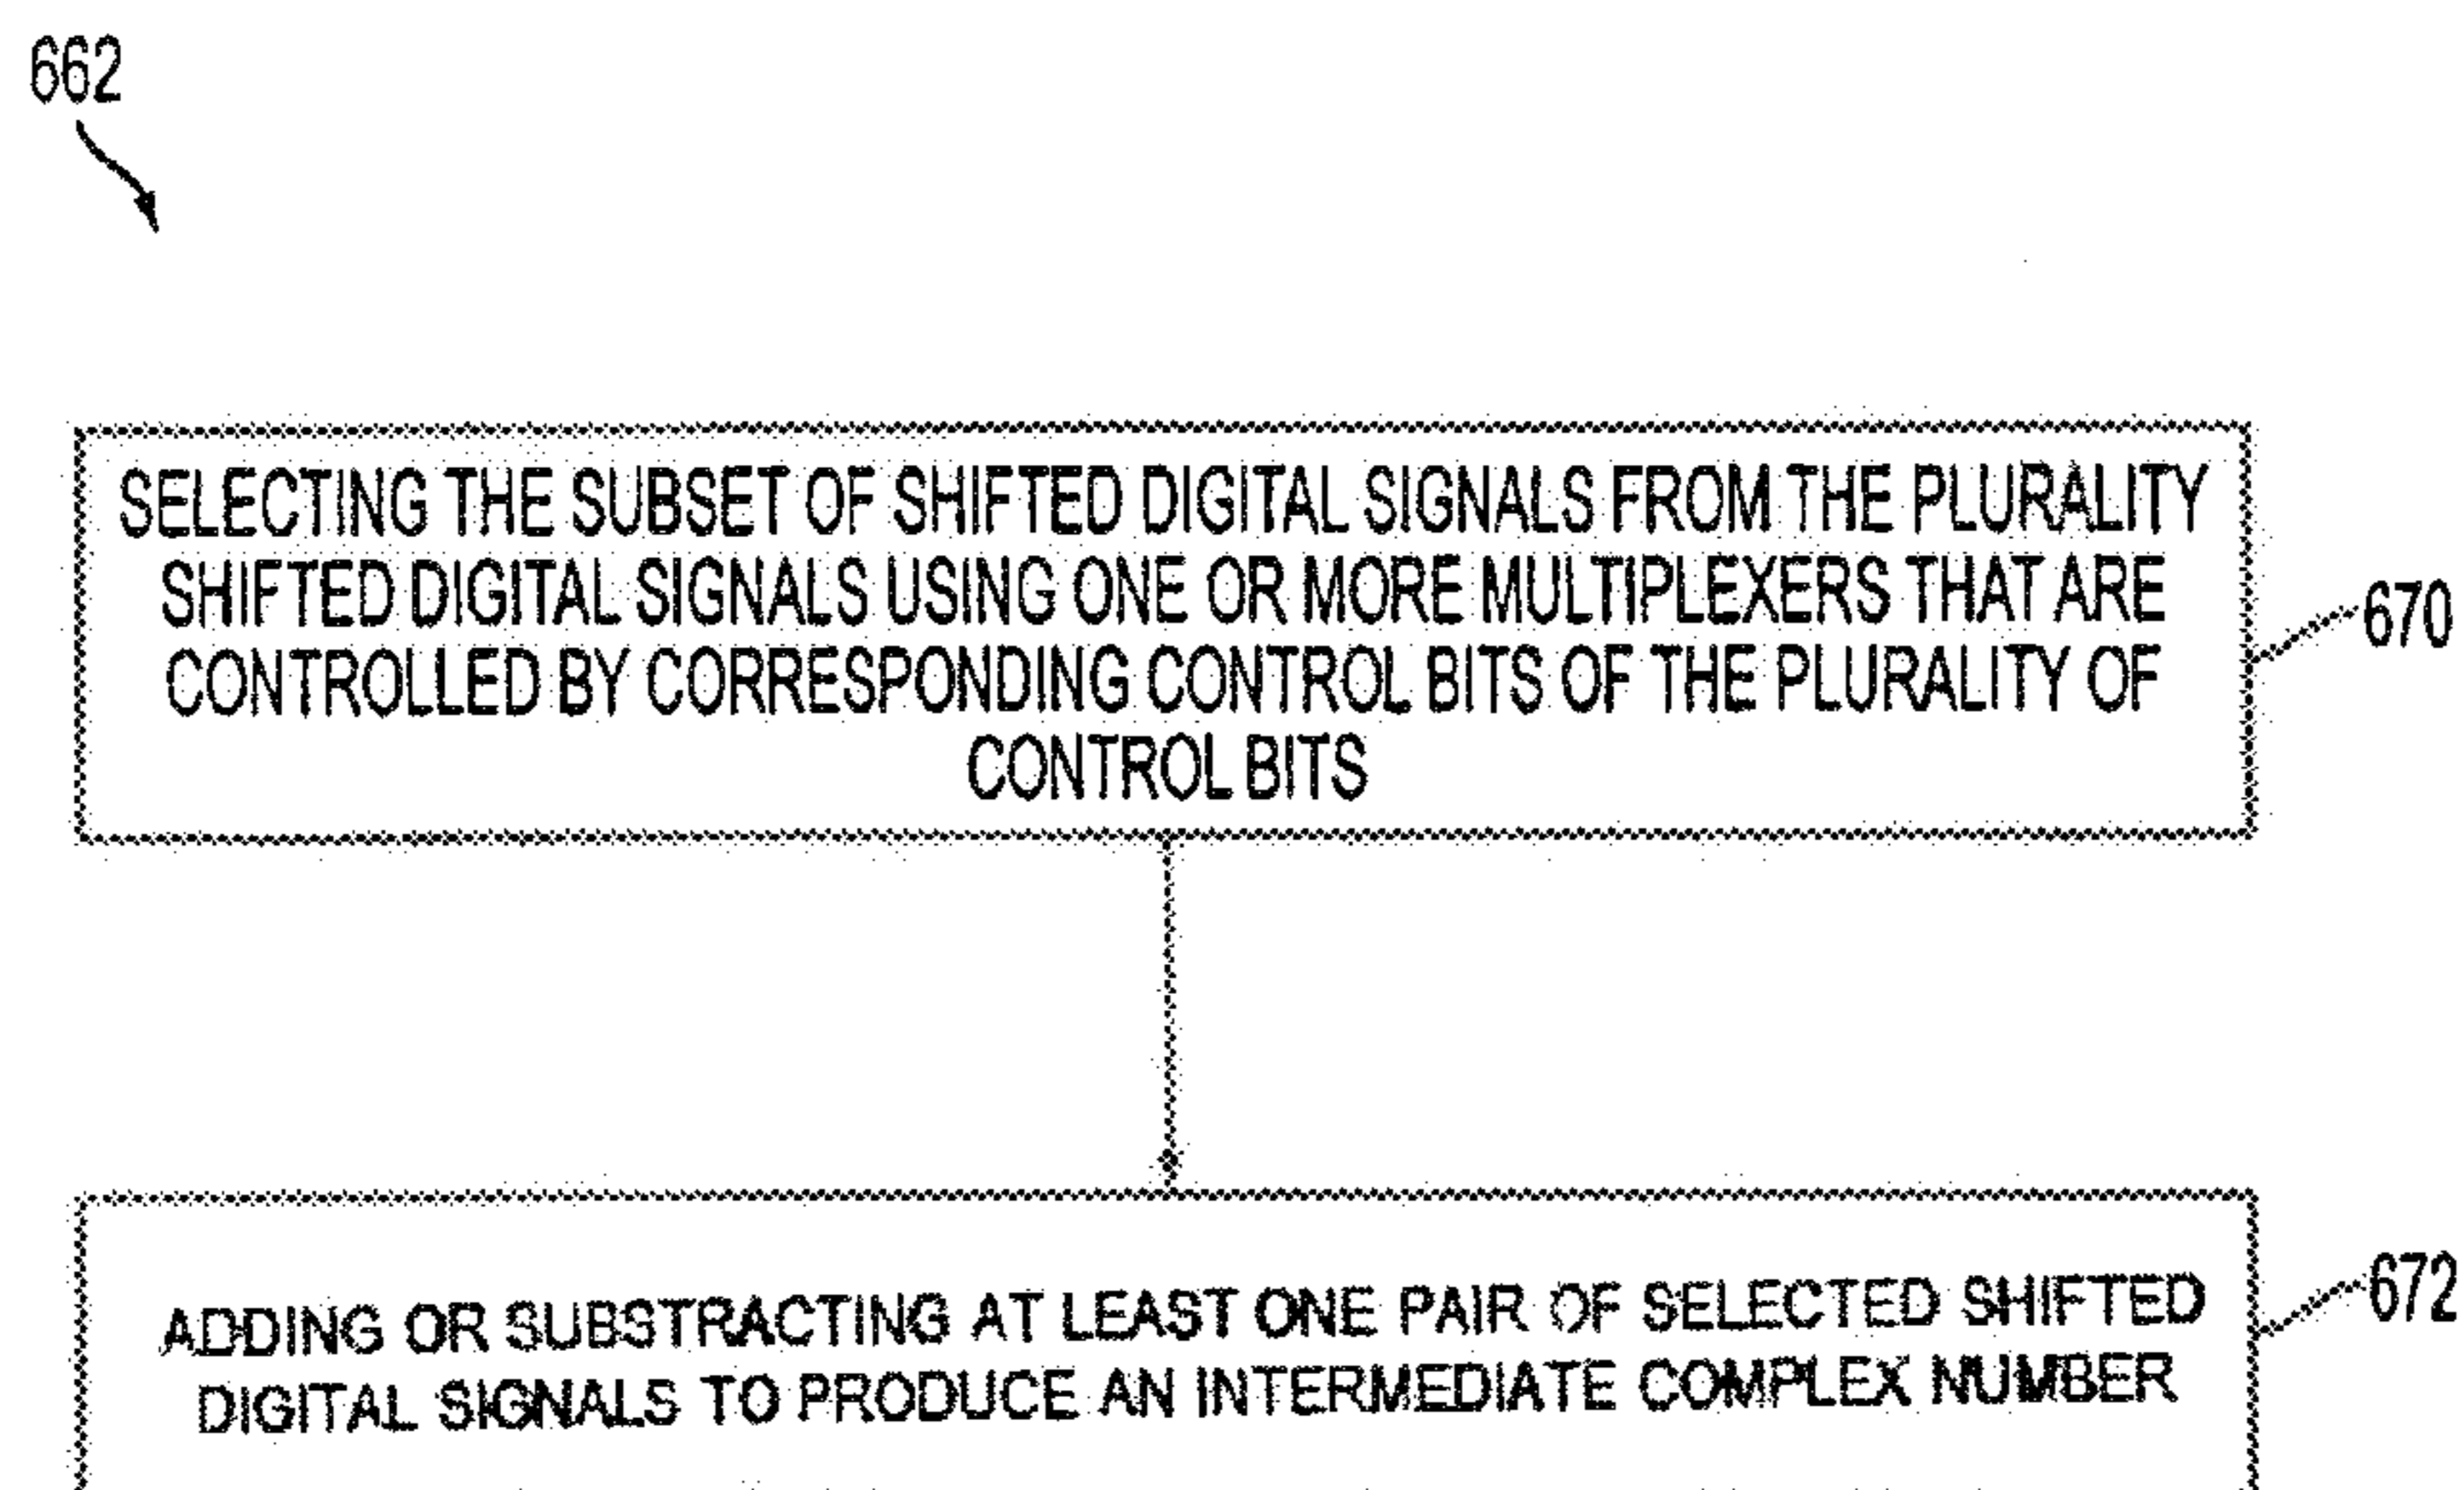 662
SELECTING THE SUBSET OF SHIFTED DIGITAL SIGNALS FROM THE PLURALITY
SHIFTED DIGITAL SIGNALS USING ONE OR MORE MULTIPLEXERS THAT ARE
CONTROLLED BY CORRESPONDING CONTROL BITS OF THE PLURALITY OF
CONTROL BITS
670
ADDING OR SUBSTRACTING AT LEAST ONE PAIR OF SELECTED SHIFTED
DIGITAL SIGNALS TO PRODUCE AN INTERMEDIATE COMPLEX NUMBER
672